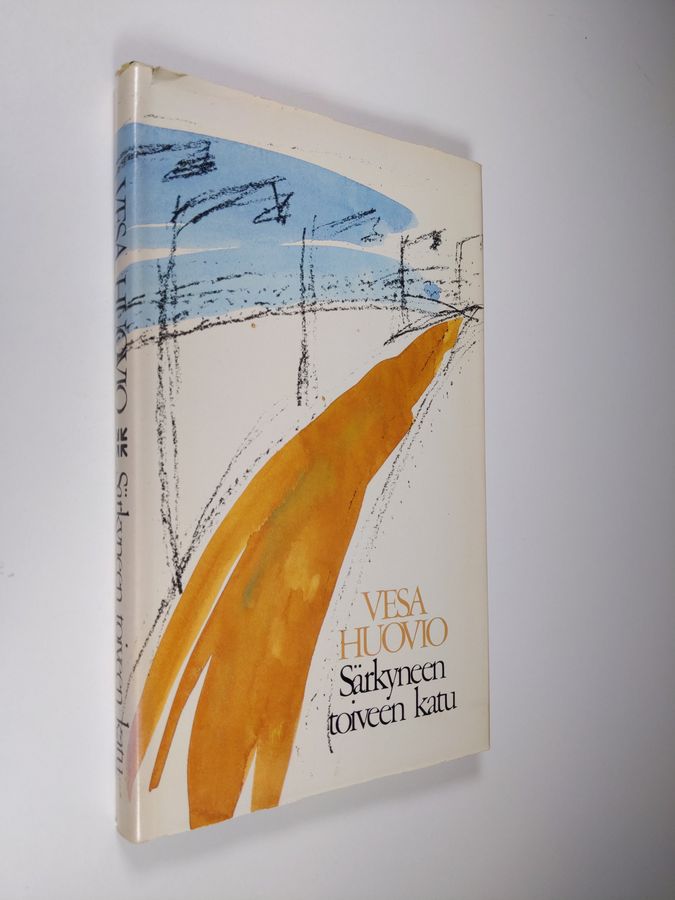 VESA
HUOVIO
Särkyneen
toiveen katu
VESA HUOVIO Särkyneen toiveen katu